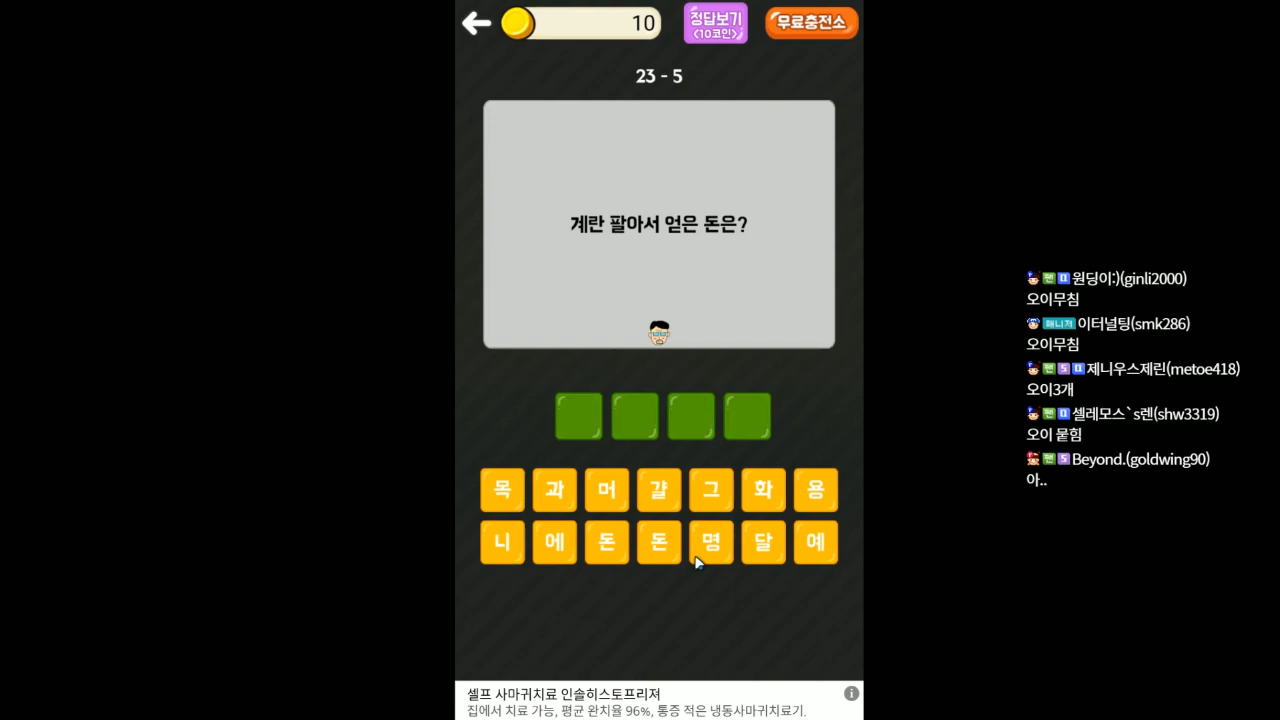 10
정답보기
<10코인>
무료충전소
23 - 5
계란 팔아서 얻은 돈은?
목 과 머 걀 그 화 용
니 에 돈 돈 명 달 예
셀프 사마귀치료 인솔히스토프리져
집에서 치료 가능, 평균 완치율 96%, 통증 적은 냉동사마귀치료기.
팬 원딩이:)(ginli2000)
오이무침
매니저 이터널팅(smk286)
오이무침
팬 S 제니우스제린(metoe418)
오이3개
팬 셀레모스`s렌(shw3319)
오이 뭍힘
팬 S Beyond.(goldwing90)
아..